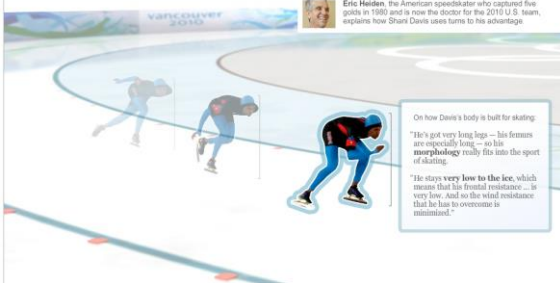 Eric Heiden, the American speedskater who captured five
golds in 1980 and is now the doctor for the 2010 U.S. team,
explains how Shani Davis uses turns to his advantage
vancouver
2010
On how Davis's body is built for skating:
"He's got very long legs — his femurs
are especially long — so his
morphology really fits into the sport
of skating.
"He stays very low to the ice, which
means that his frontal resistance ... is
very low. And so the wind resistance
that he has to overcome is
minimized."